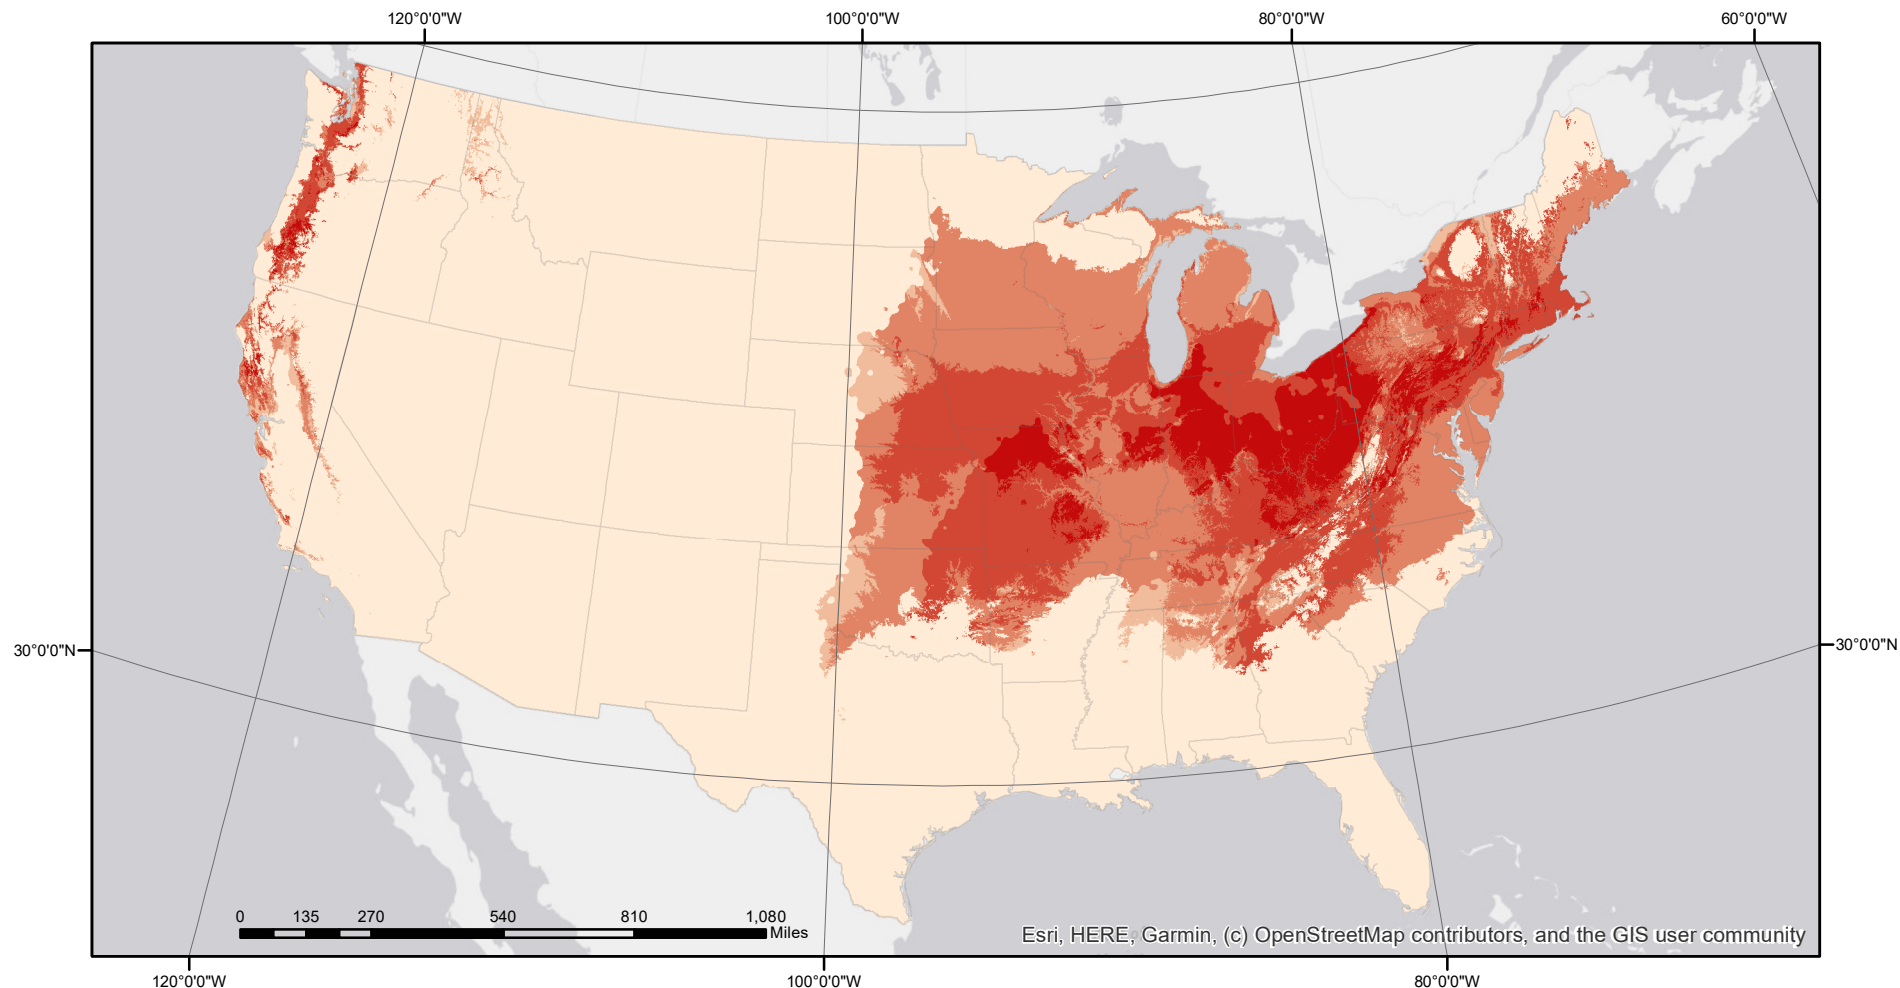 120°0'0"W 100°0'0"W 80°0'0"W 60°0'0"W
30°0'0"N 30°0'0"N
0 135 270 540 810 1,080
Miles
Esri, HERE, Garmin, (c) OpenStreetMap contributors, and the GIS user community
120°0'0"W 100°0'0"W 80°0'0"W